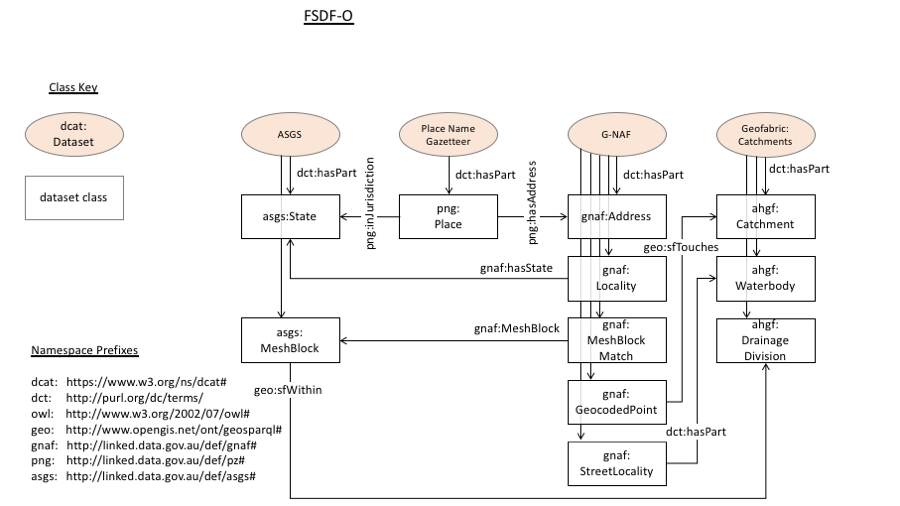 FSDF-O
Class Key
dcat:
Dataset
dataset class
ASGS
Place Name
Gazetteer
G-NAF
Geofabric:
Catchments
dct:hasPart
dct:hasPart
dct:hasPart
dct:hasPart
asgs:State
png:inJurisdiction
png:
Place
png:hasAddress
gnaf:Address
ahgf:
Catchment
geo:sfTouches
gnaf:hasState
gnaf:
Locality
ahgf:
Waterbody
asgs:
MeshBlock
gnaf:MeshBlock
gnaf:
MeshBlock
Match
ahgf:
Drainage
Division
geo:sfWithin
gnaf:
GeocodedPoint
dct:hasPart
gnaf:
StreetLocality
Namespace Prefixes
dcat: https://www.w3.org/ns/dcat#
dct: http://purl.org/dc/terms/
owl: http://www.w3.org/2002/07/owl#
geo: http://www.opengis.net/ont/geosparql#
gnaf: http://linked.data.gov.au/def/gnaf#
png: http://linked.data.gov.au/def/pz#
asgs: http://linked.data.gov.au/def/asgs#